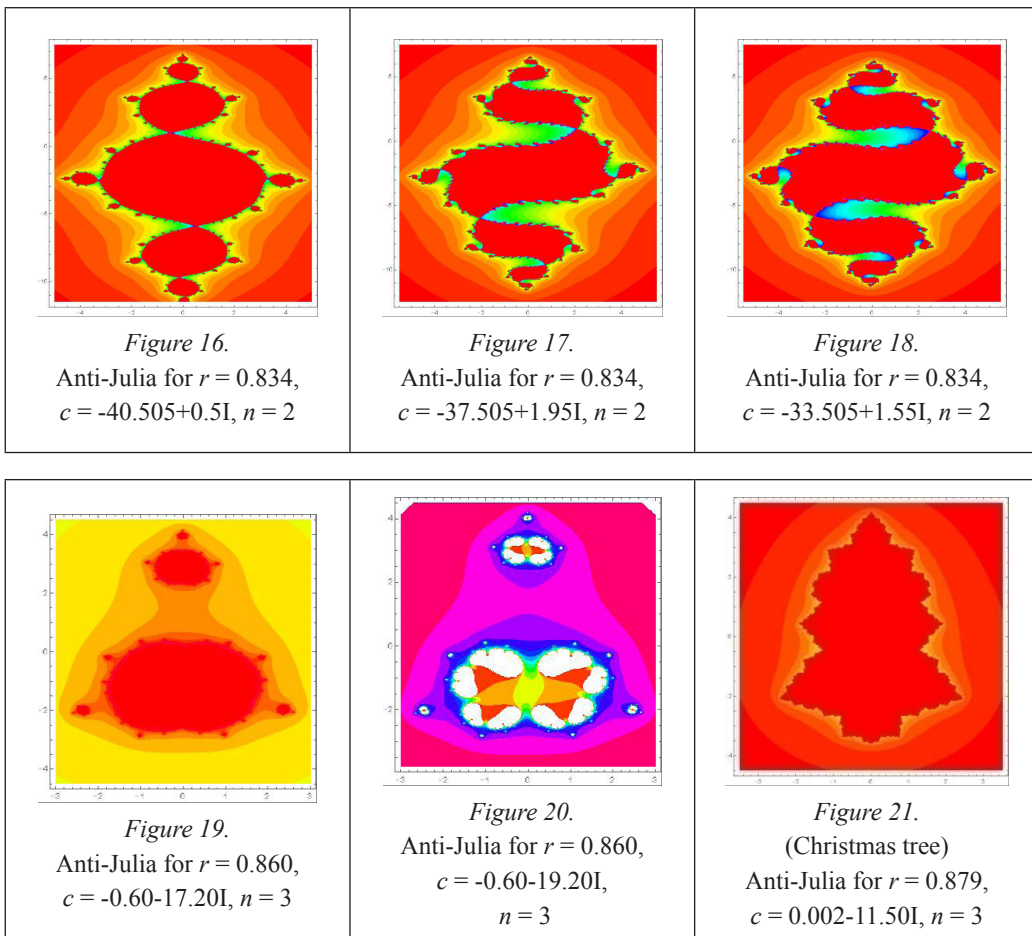 Figure 16.
Anti-Julia for r = 0.834,
c = -40.505+0.5I, n = 2
Figure 17.
Anti-Julia for r = 0.834,
c = -37.505+1.95I, n = 2
Figure 18.
Anti-Julia for r = 0.834,
c = -33.505+1.55I, n = 2
Figure 19.
Anti-Julia for r = 0.860,
c = -0.60-17.20I, n = 3
Figure 20.
Anti-Julia for r = 0.860,
c = -0.60-19.20I,
n = 3
Figure 21.
(Christmas tree)
Anti-Julia for r = 0.879,
c = 0.002-11.50I, n = 3